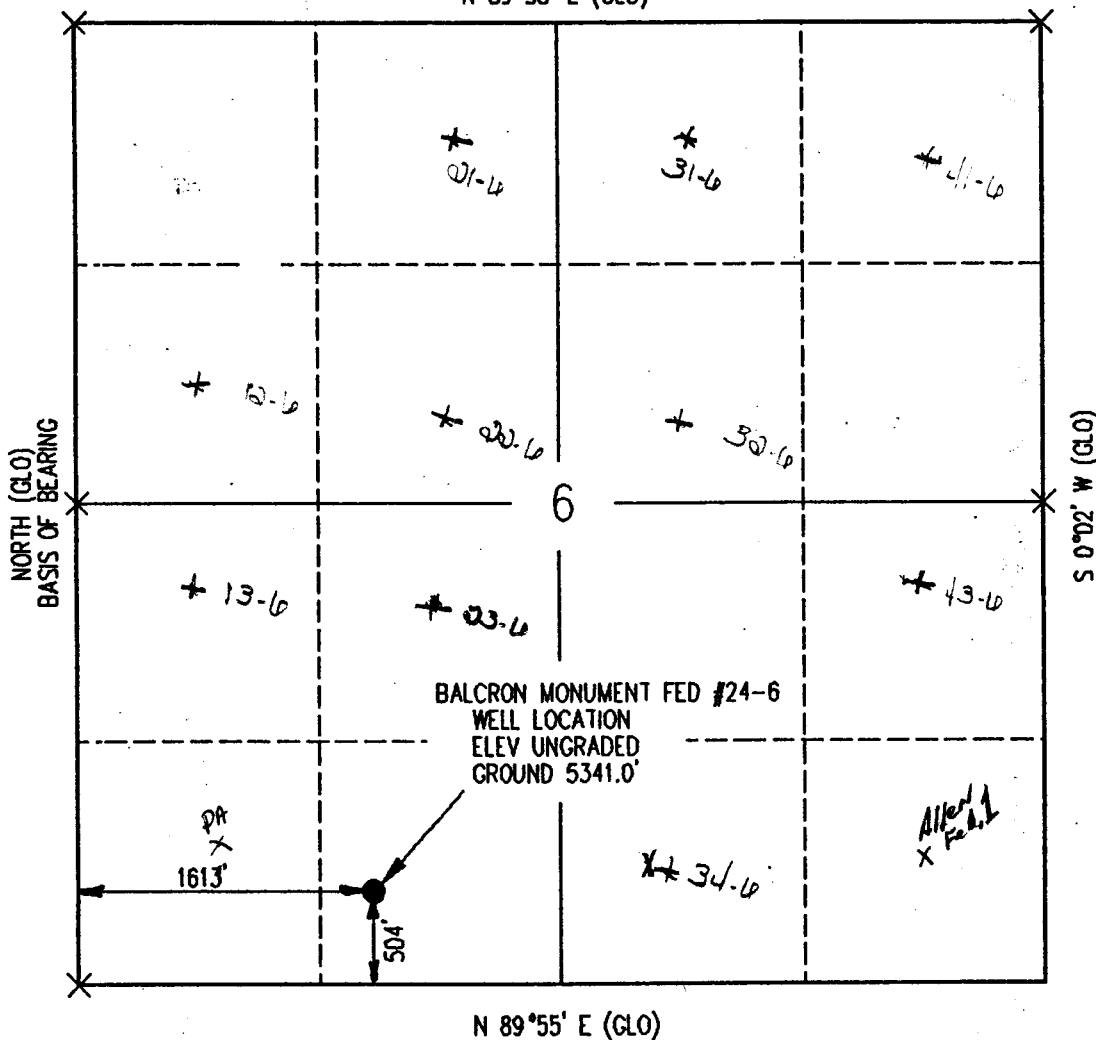 21-6
31-6
41-6
12-6
22-6
32-6
NORTH (GLO)
BASIS OF BEARING
6
S 0°02' W (GLO)
13-6
23-6
43-6
BALCRON MONUMENT FED #24-6
WELL LOCATION
ELEV UNGRADED
GROUND 5341.0'
PA
1613'
504'
34-6
Allen
Fed. 1
N 89°55' E (GLO)